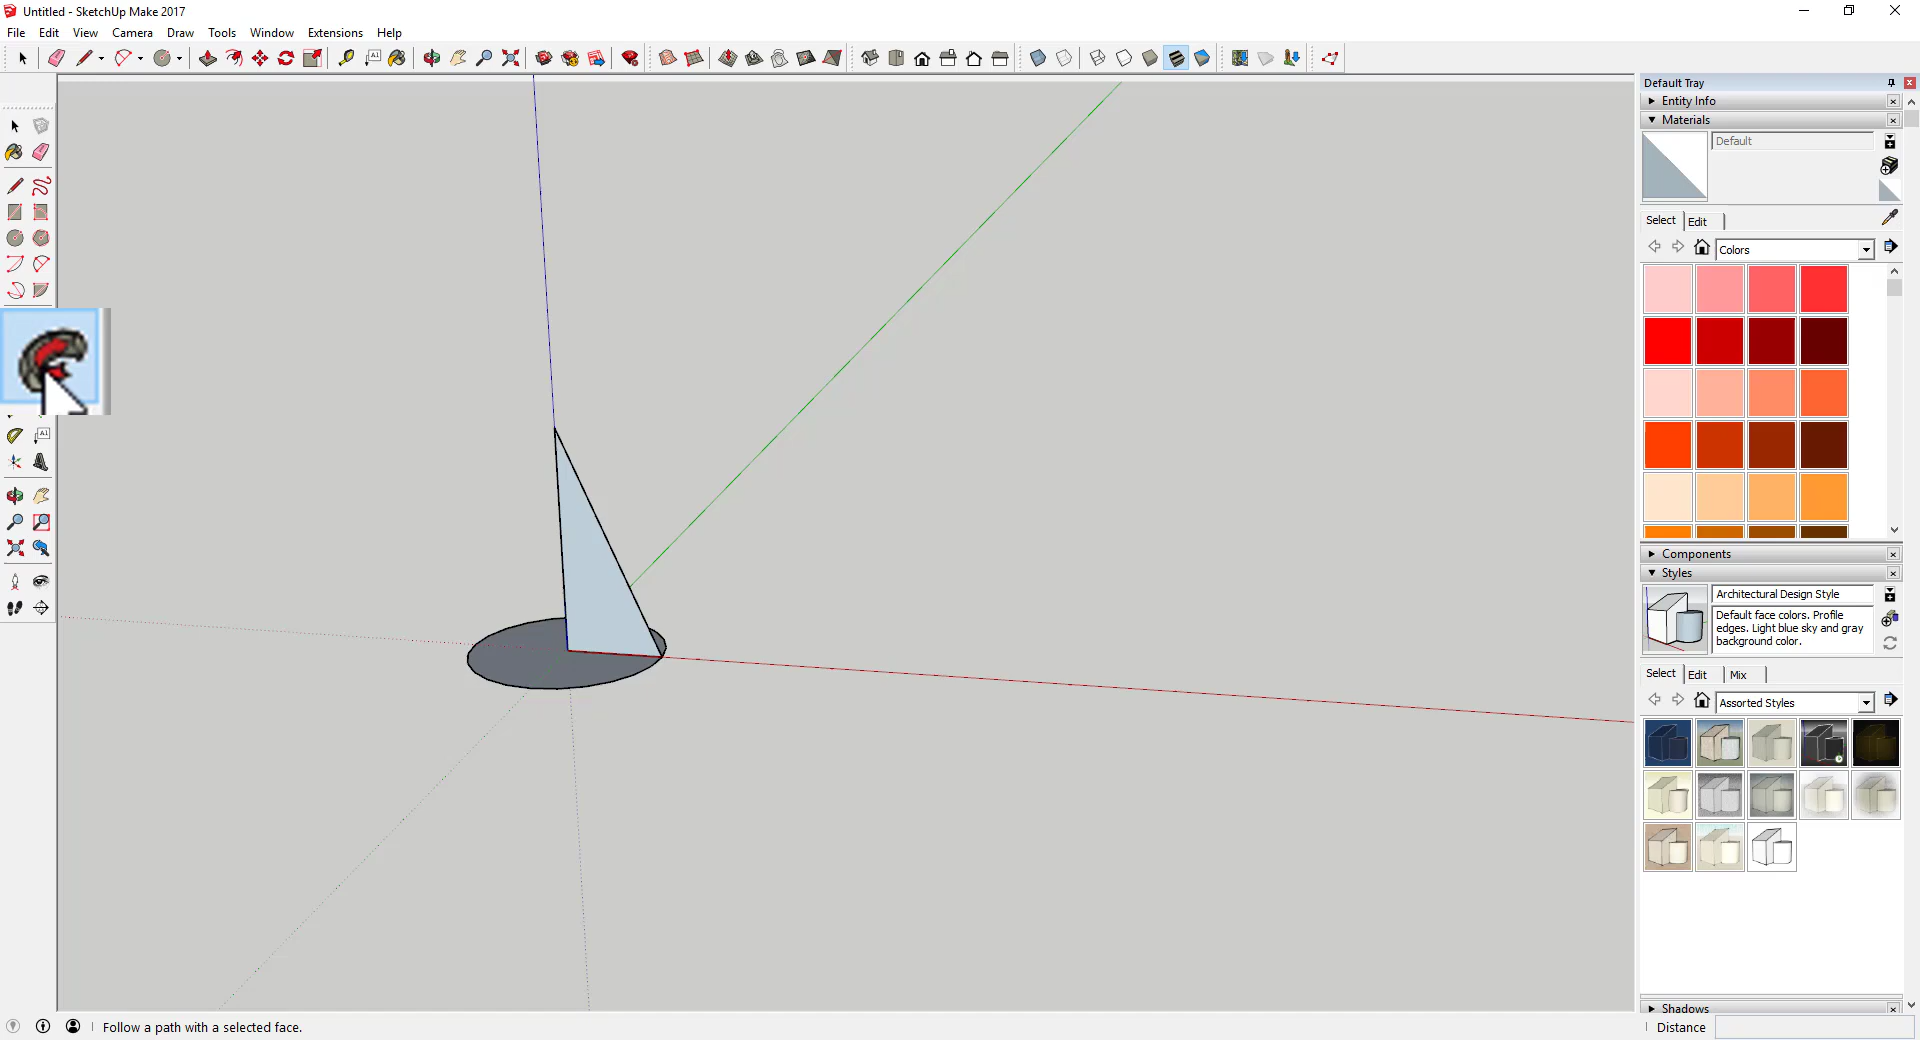 Untitled - SketchUp Make 2017
File Edit View Camera Draw Tools Window Extensions Help
A1
Default Tray
Entity Info
Materials
Default
Select Edit
Colors
A1
Components
Styles
Architectural Design Style
Default face colors. Profile
edges. Light blue sky and gray
background color.
Select Edit Mix
Assorted Styles
Shadows
Follow a path with a selected face.
Distance